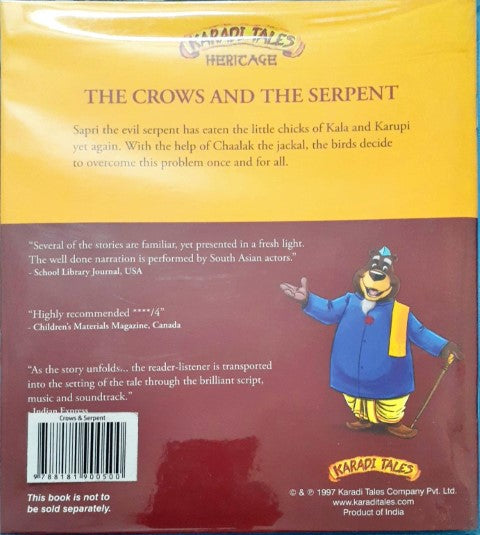 KARADI TALES
HERITAGE
THE CROWS AND THE SERPENT
Sapri the evil serpent has eaten the little chicks of Kala and Karupi
yet again. With the help of Chaalak the jackal, the birds decide
to overcome this problem once and for all.
"Several of the stories are familiar, yet presented in a fresh light.
The well done narration is performed by South Asian actors."
- School Library Journal, USA
"Highly recommended ****/4"
- Children's Materials Magazine, Canada
"As the story unfolds... the reader-listener is transported
into the setting of the tale through the brilliant script,
music and soundtrack."
- Indian Express
Crows & Serpent
9 788181 900500
This book is not to
be sold separately.
KARADI TALES
© & ℗ 1997 Karadi Tales Company Pvt. Ltd.
www.karaditales.com
Product of India